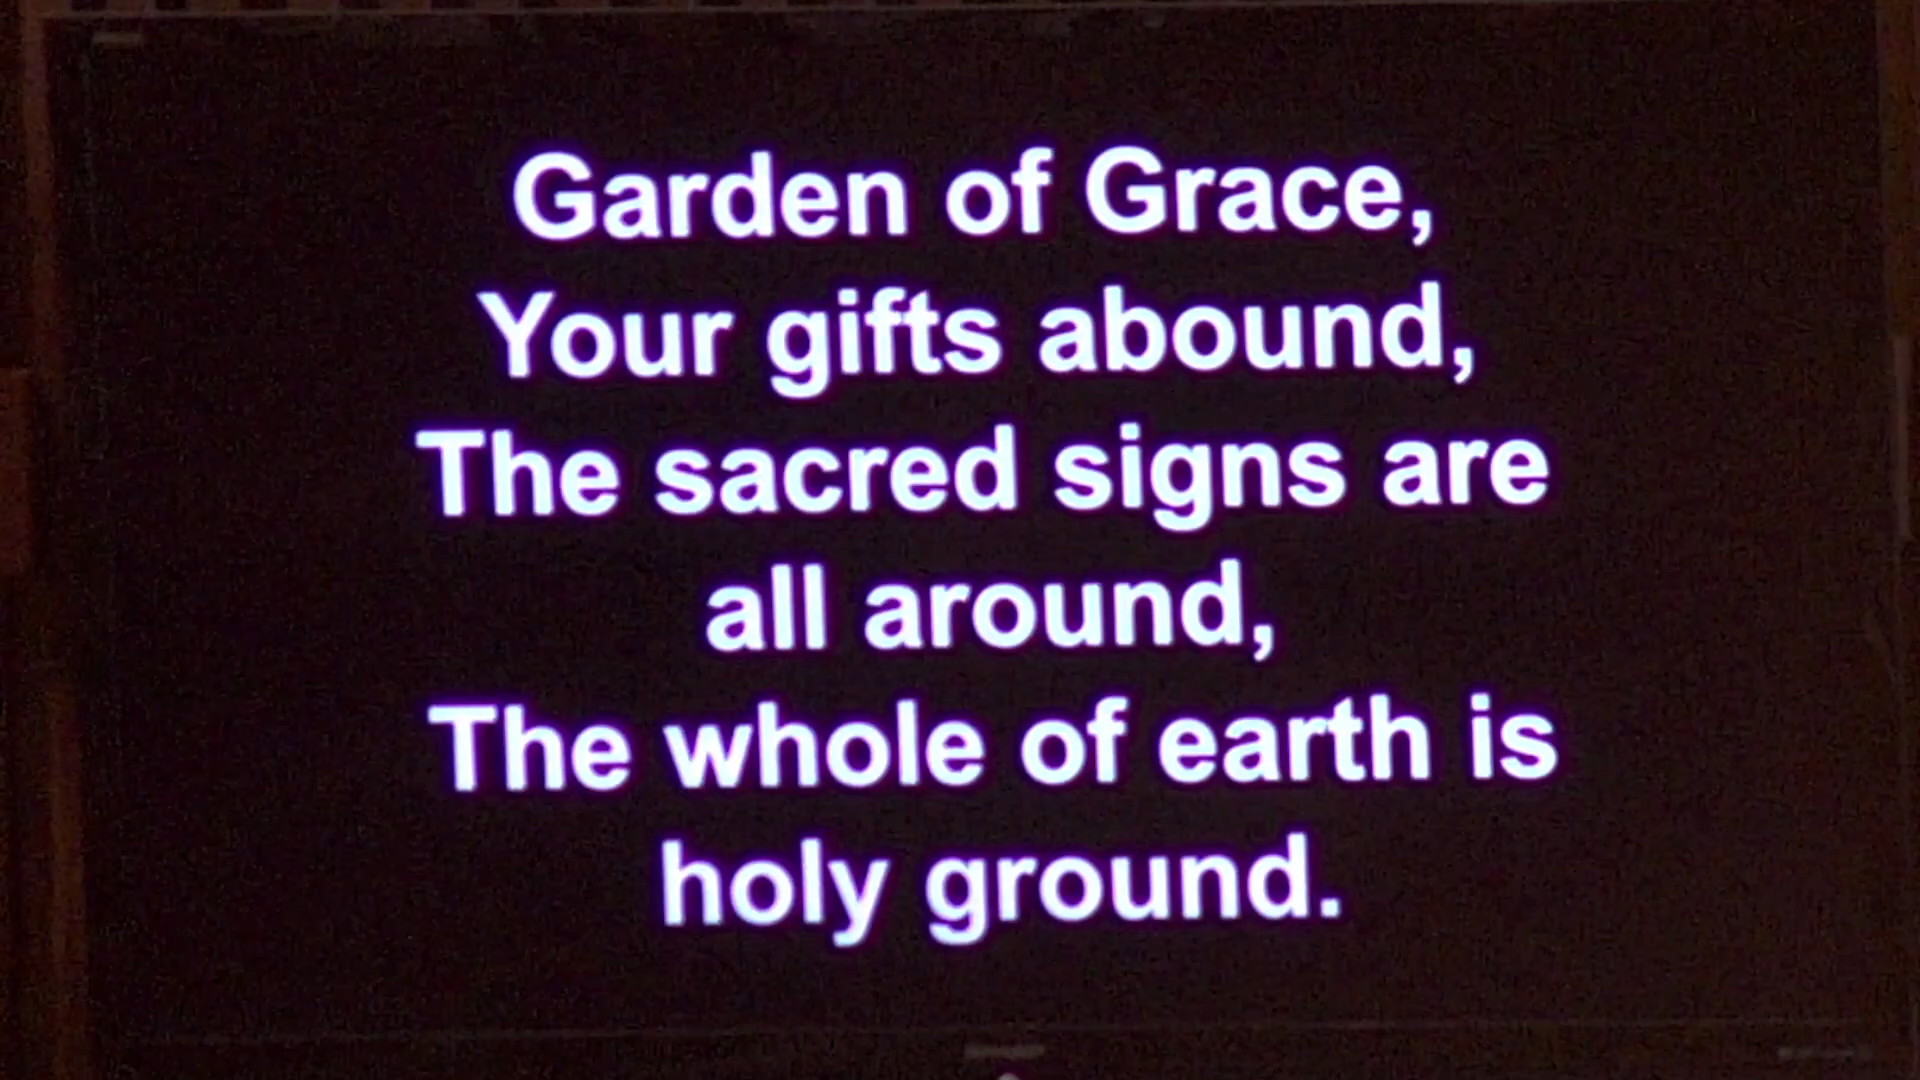 Garden of Grace,
Your gifts abound,
The sacred signs are
all around,
The whole of earth is
holy ground.